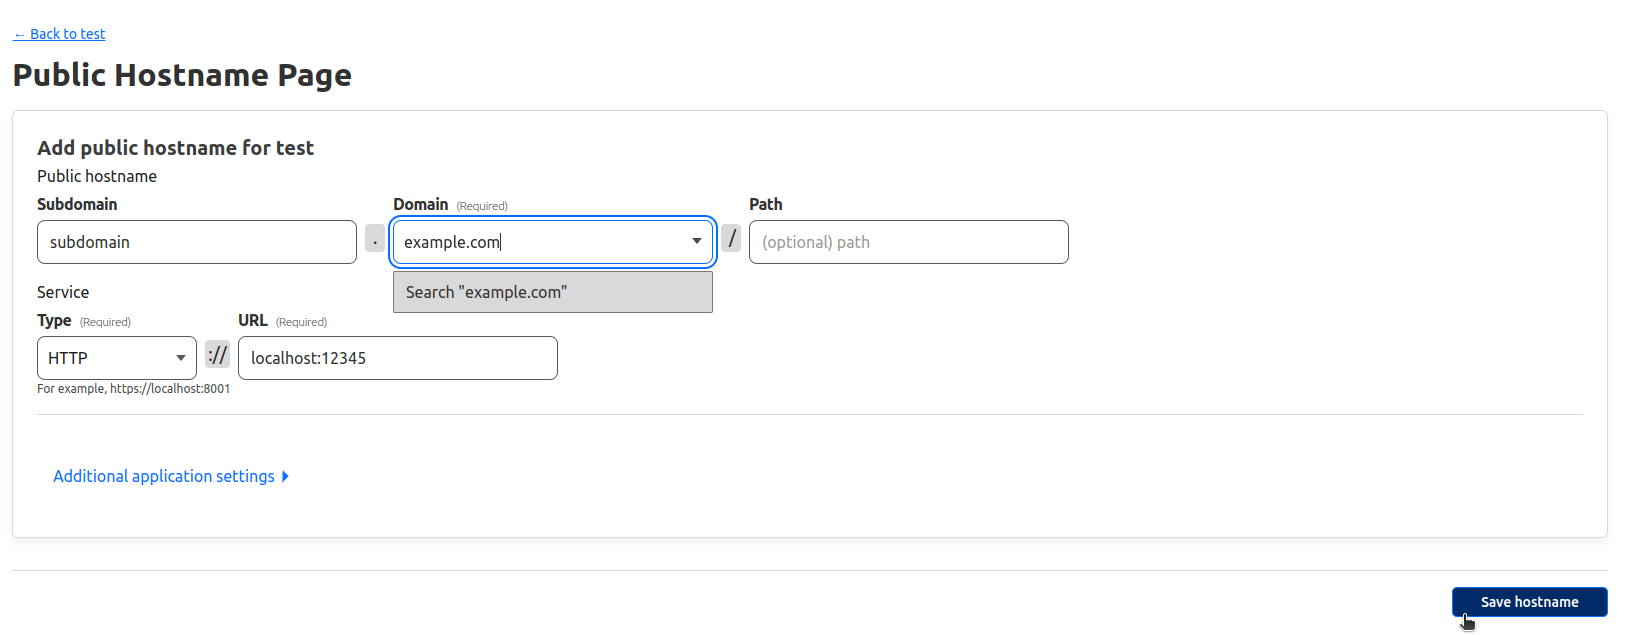 ← Back to test
Public Hostname Page
Add public hostname for test
Public hostname
Subdomain Domain (Required) Path
subdomain . example.com / (optional) path
Search "example.com"
Service
Type (Required) URL (Required)
HTTP :// localhost:12345
For example, https://localhost:8001
Additional application settings
Save hostname